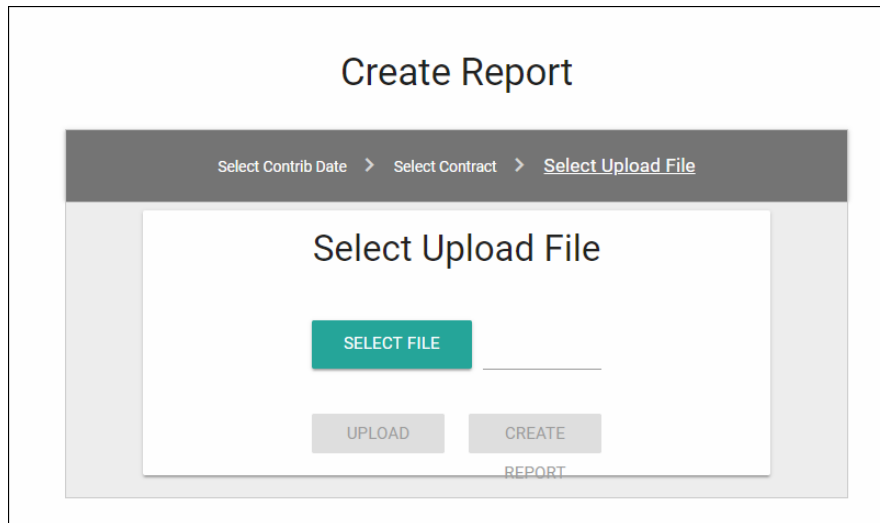 Create Report
Select Contrib Date > Select Contract > Select Upload File
Select Upload File
SELECT FILE
UPLOAD
CREATE
REPORT